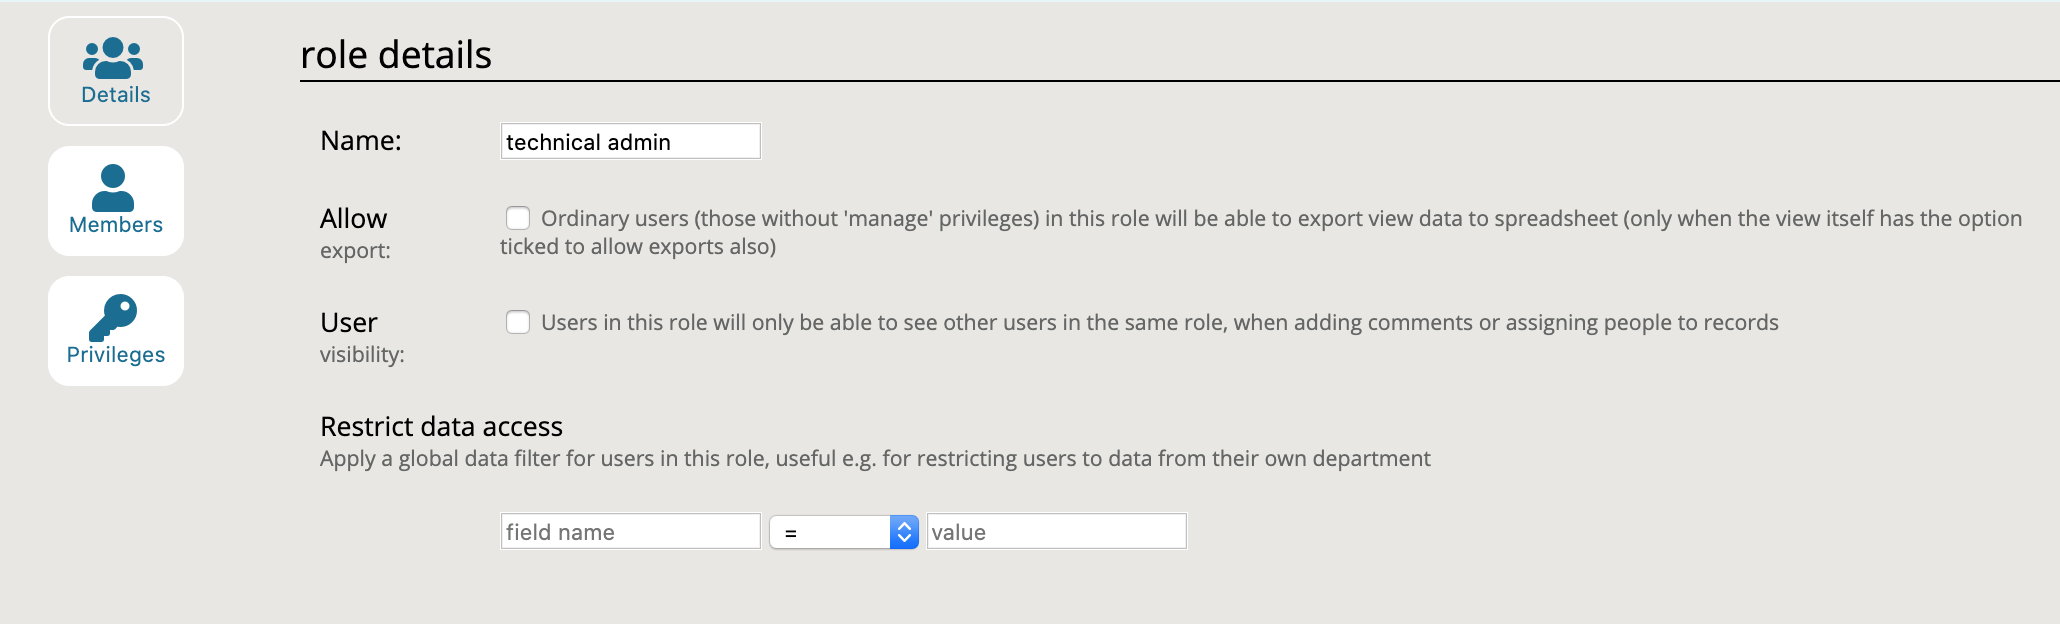 Details
Members
Privileges
role details
Name:
technical admin
Allow
export:
Ordinary users (those without 'manage' privileges) in this role will be able to export view data to spreadsheet (only when the view itself has the option
ticked to allow exports also)
User
visibility:
Users in this role will only be able to see other users in the same role, when adding comments or assigning people to records
Restrict data access
Apply a global data filter for users in this role, useful e.g. for restricting users to data from their own department
field name = value